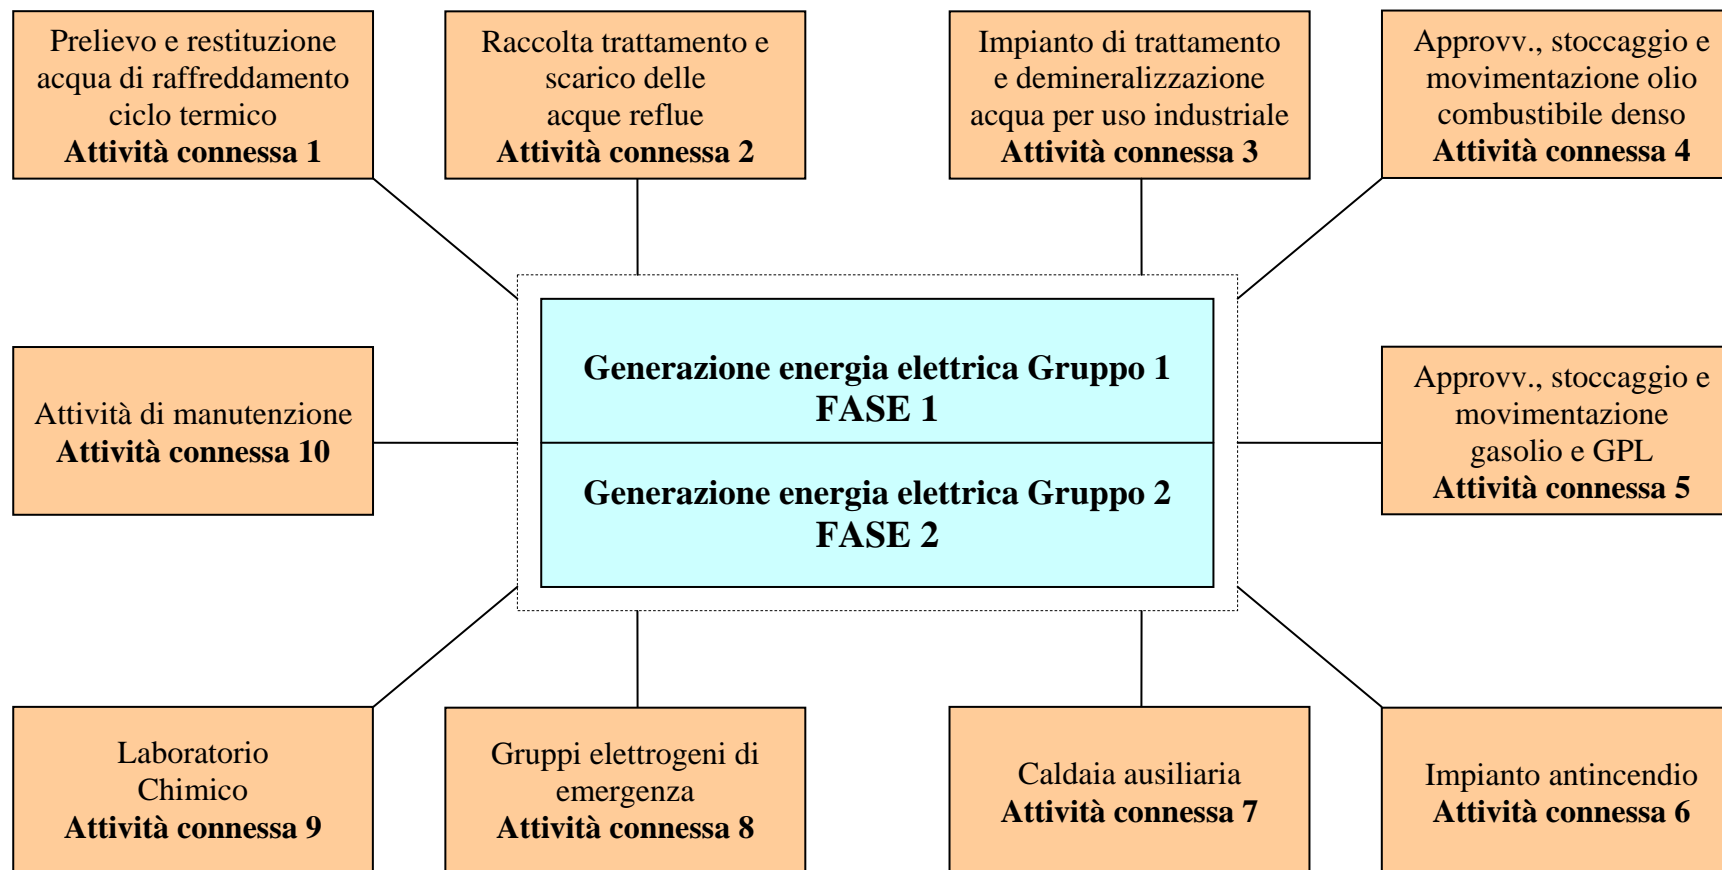 Prelievo e restituzione
acqua di raffreddamento
ciclo termico
Attività connessa 1
Raccolta trattamento e
scarico delle
acque reflue
Attività connessa 2
Impianto di trattamento
e demineralizzazione
acqua per uso industriale
Attività connessa 3
Approvv., stoccaggio e
movimentazione olio
combustibile denso
Attività connessa 4
Generazione energia elettrica Gruppo 1
FASE 1
Generazione energia elettrica Gruppo 2
FASE 2
Attività di manutenzione
Attività connessa 10
Approvv., stoccaggio e
movimentazione
gasolio e GPL
Attività connessa 5
Laboratorio
Chimico
Attività connessa 9
Gruppi elettrogeni di
emergenza
Attività connessa 8
Caldaia ausiliaria
Attività connessa 7
Impianto antincendio
Attività connessa 6